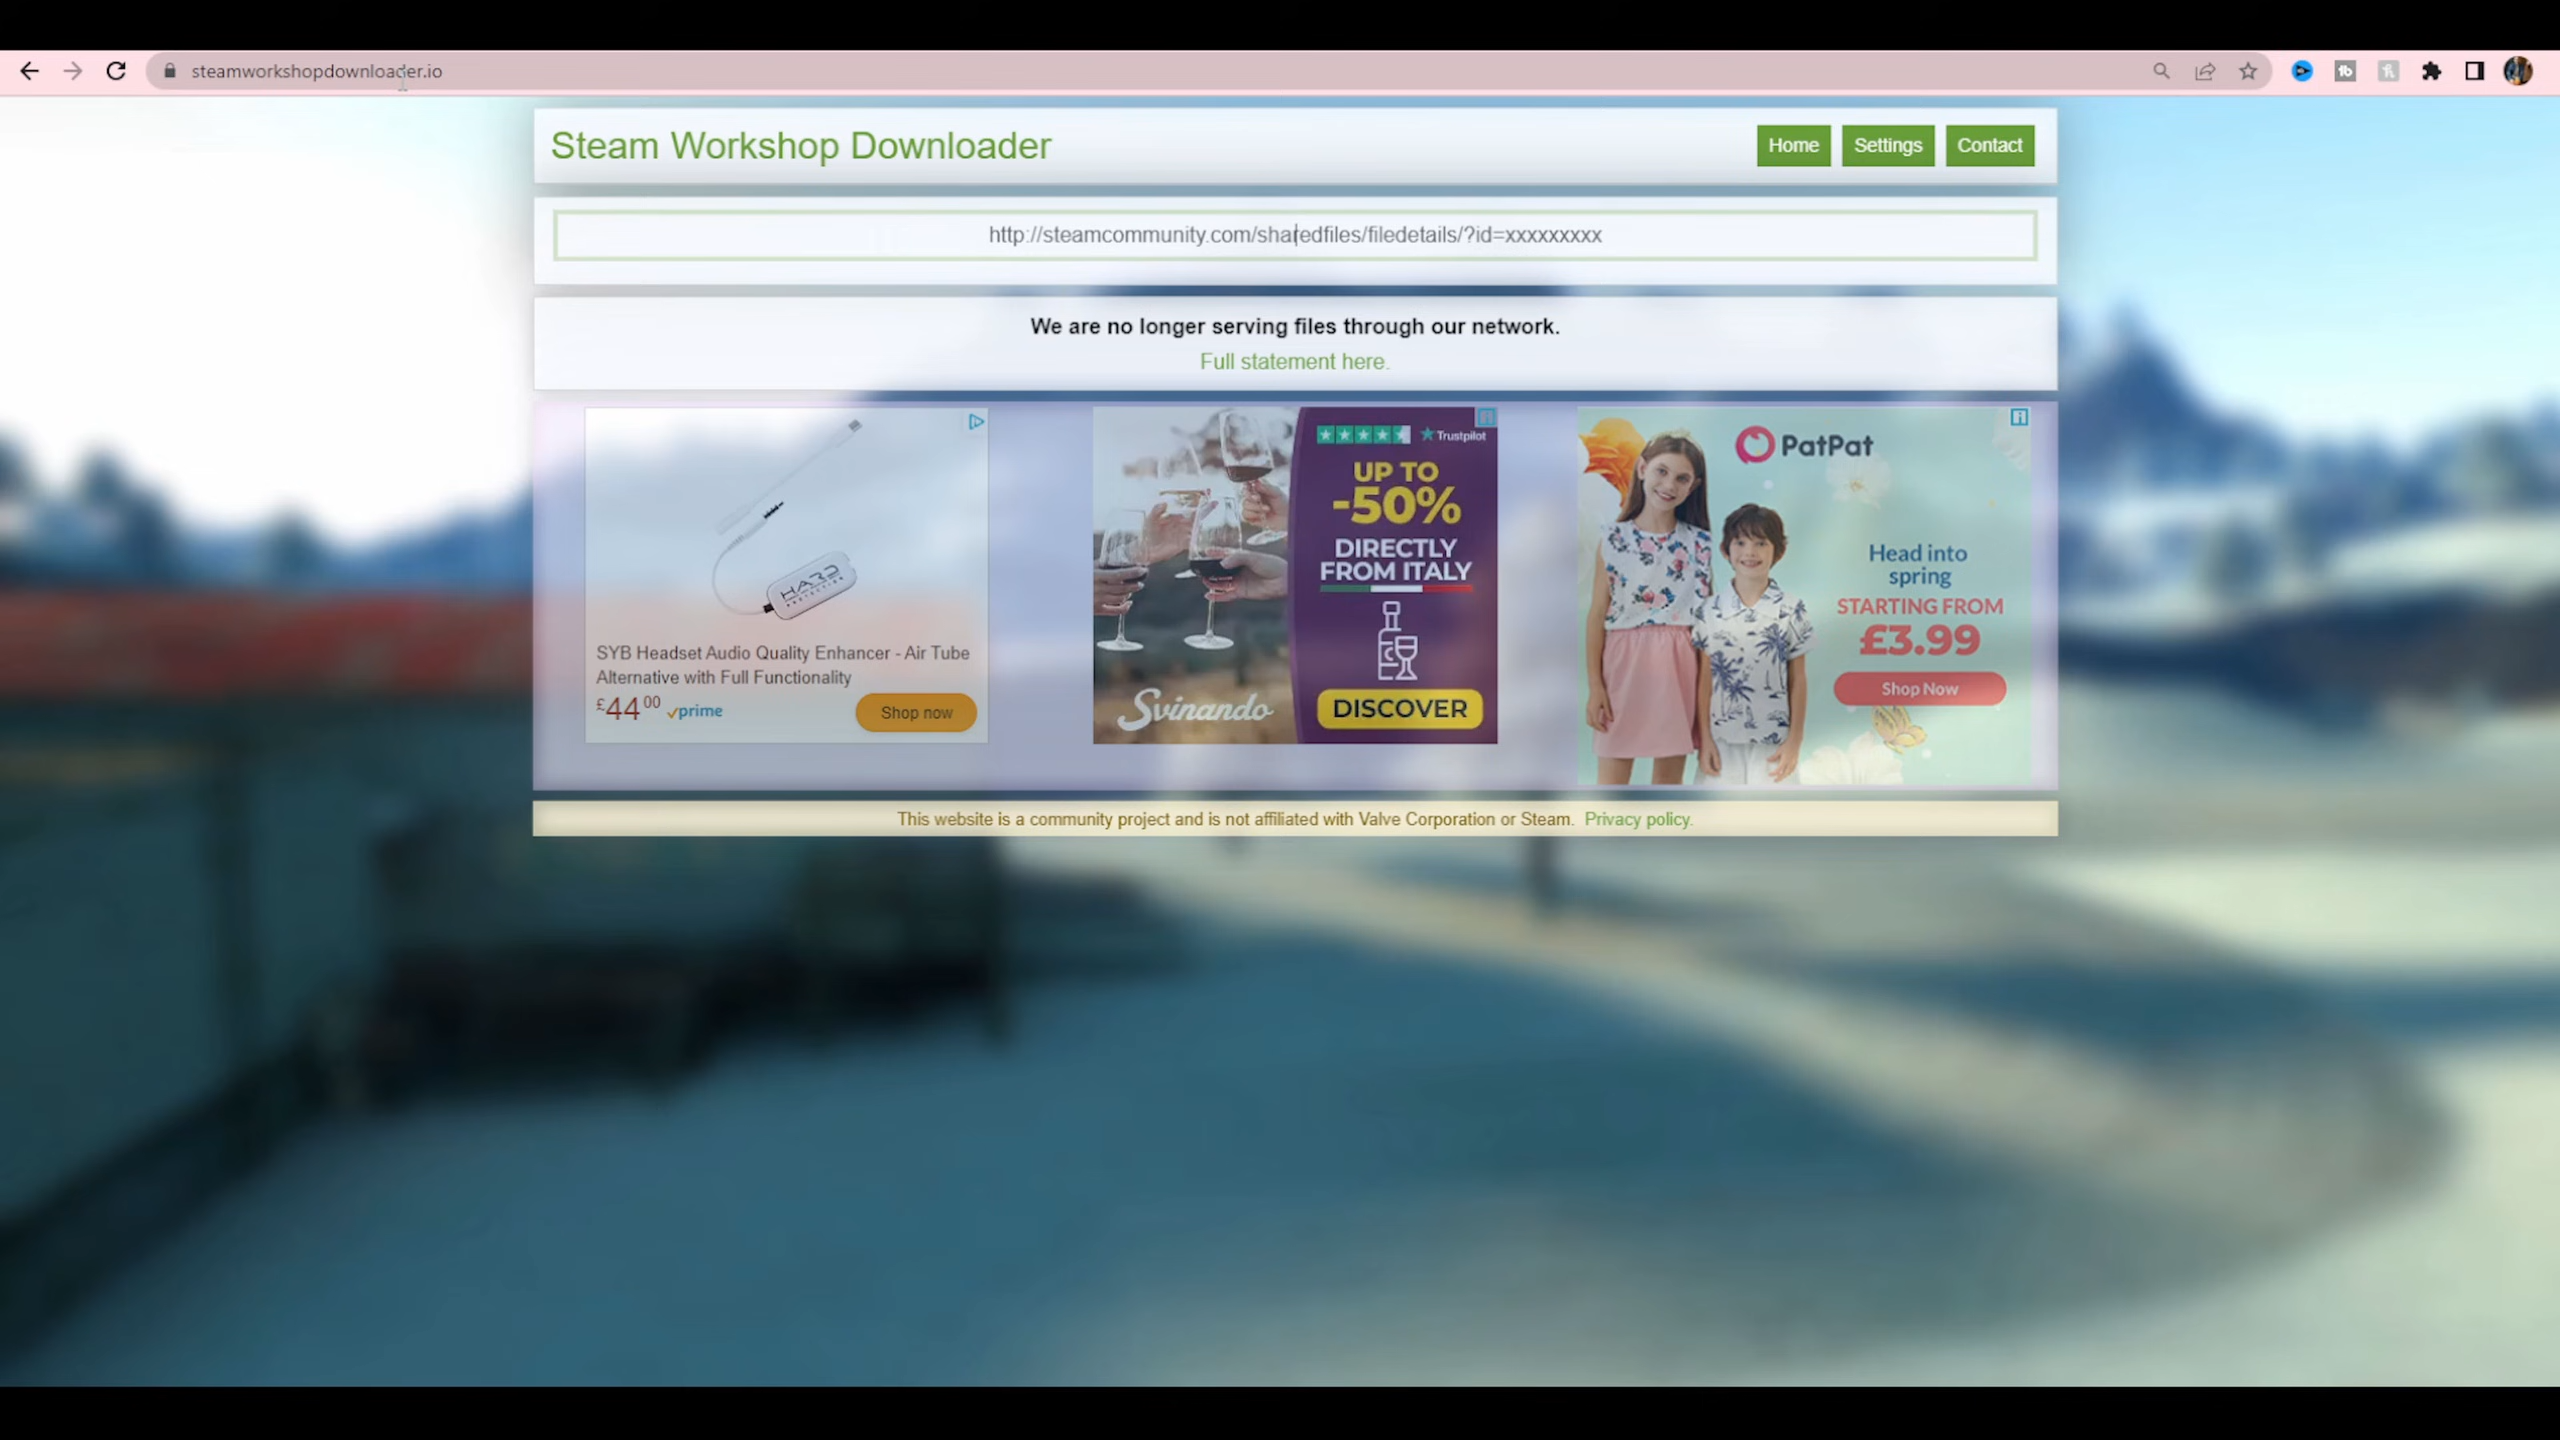 steamworkshopdownloader.io
Steam Workshop Downloader
Home
Settings
Contact
http://steamcommunity.com/sharedfiles/filedetails/?id=xxxxxxxxx
We are no longer serving files through our network.
Full statement here.
HARD
SYB Headset Audio Quality Enhancer - Air Tube
Alternative with Full Functionality
£44 00 prime
Shop now
Trustpilot
UP TO
-50%
DIRECTLY
FROM ITALY
Svinando
DISCOVER
PatPat
Head into
spring
STARTING FROM
£3.99
Shop Now
This website is a community project and is not affiliated with Valve Corporation or Steam. Privacy policy.